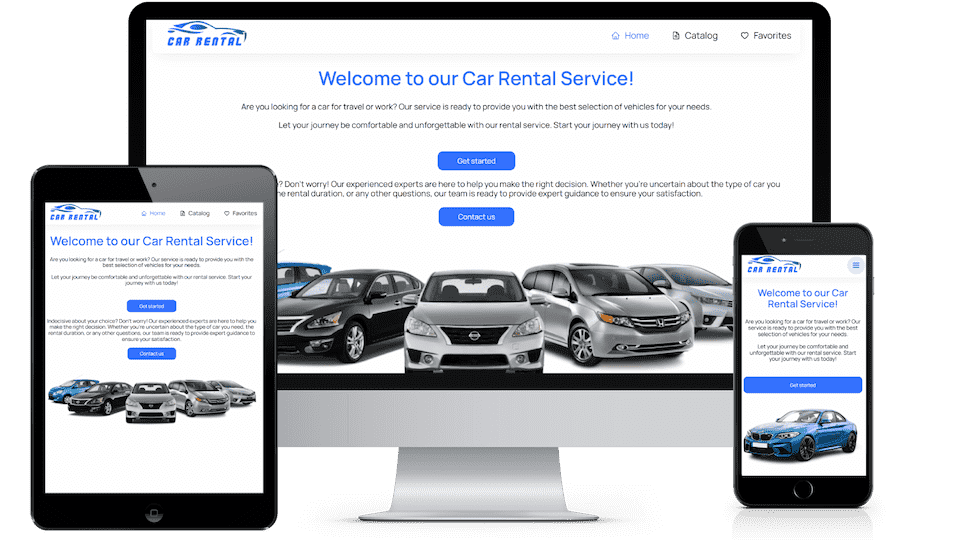 CAR RENTAL
Home Catalog Favorites
Welcome to our Car Rental Service!
Are you looking for a car for travel or work? Our service is ready to provide you with the best selection of vehicles for your needs.
Let your journey be comfortable and unforgettable with our rental service. Start your journey with us today!
Get started
? Don't worry! Our experienced experts are here to help you make the right decision. Whether you're uncertain about the type of car you
the rental duration, or any other questions, our team is ready to provide expert guidance to ensure your satisfaction.
Contact us
CAR RENTAL
Home Catalog Favorites
Welcome to our Car Rental Service!
Are you looking for a car for travel or work? Our service is ready to provide you with the
best selection of vehicles for your needs.
Let your journey be comfortable and unforgettable with our rental service. Start your
journey with us today!
Get started
Indecisive about your choice? Don't worry! Our experienced experts are here to help you
make the right decision. Whether you're uncertain about the type of car you need, the
rental duration, or any other questions, our team is ready to provide expert guidance to
ensure your satisfaction.
Contact us
CAR RENTAL
Welcome to our Car
Rental Service!
Are you looking for a car for travel or work? Our
service is ready to provide you with the best
selection of vehicles for your needs.
Let your journey be comfortable and
unforgettable with our rental service. Start
your journey with us today!
Get started